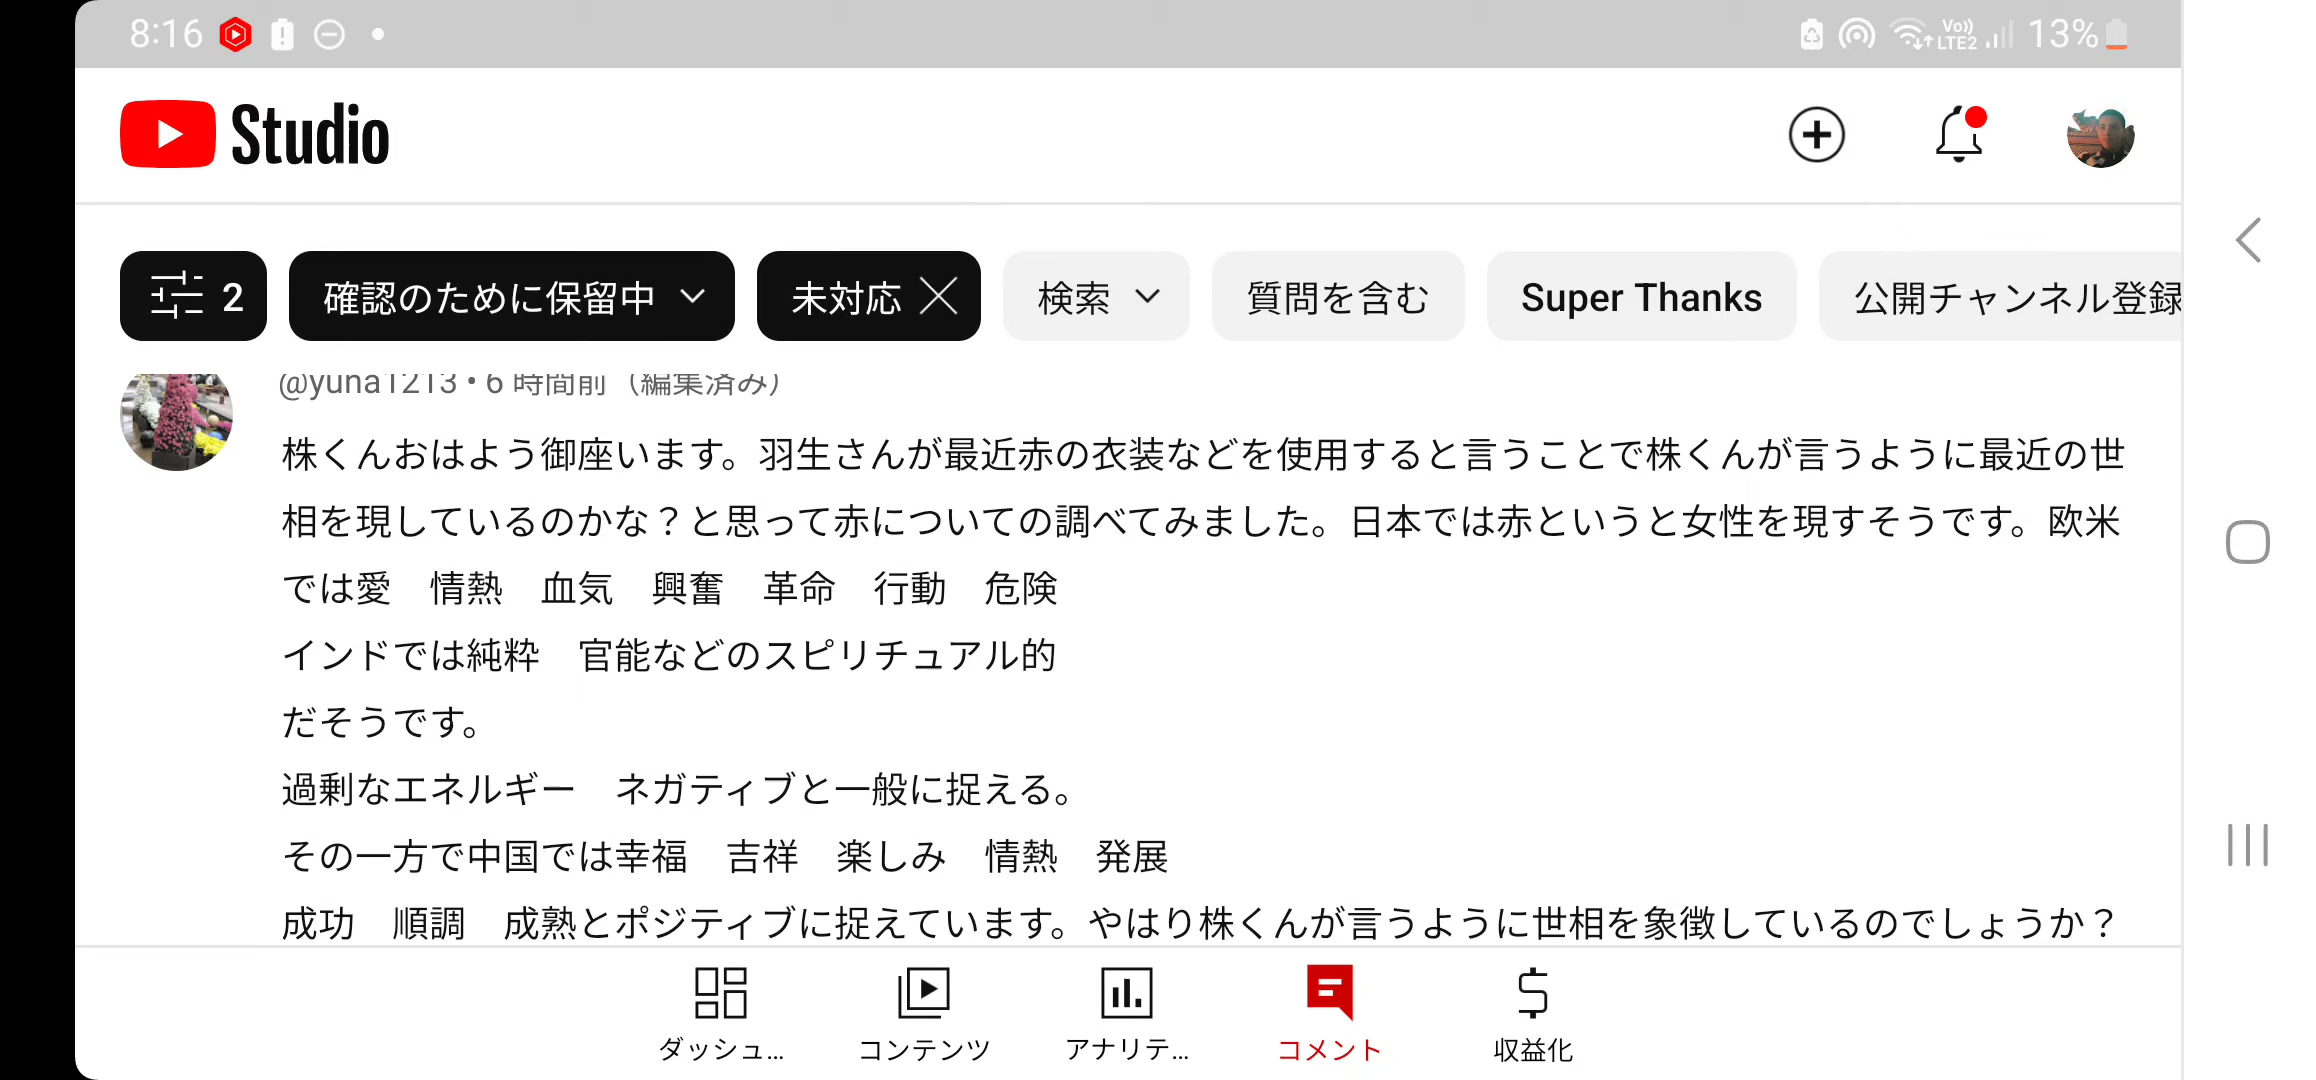 8:16 Vo)) LTE2 13%
Studio
2 確認のために保留中 未対応 検索 質問を含む Super Thanks 公開チャンネル登録
@yuna1213 • 6 時間前（編集済み）
株くんおはよう御座います。羽生さんが最近赤の衣装などを使用すると言うことで株くんが言うように最近の世
相を現しているのかな？と思って赤についての調べてみました。日本では赤というと女性を現すそうです。欧米
では愛　情熱　血気　興奮　革命　行動　危険
インドでは純粋　官能などのスピリチュアル的
だそうです。
過剰なエネルギー　ネガティブと一般に捉える。
その一方で中国では幸福　吉祥　楽しみ　情熱　発展
成功　順調　成熟とポジティブに捉えています。やはり株くんが言うように世相を象徴しているのでしょうか？
ダッシュ... コンテンツ アナリテ... コメント 収益化